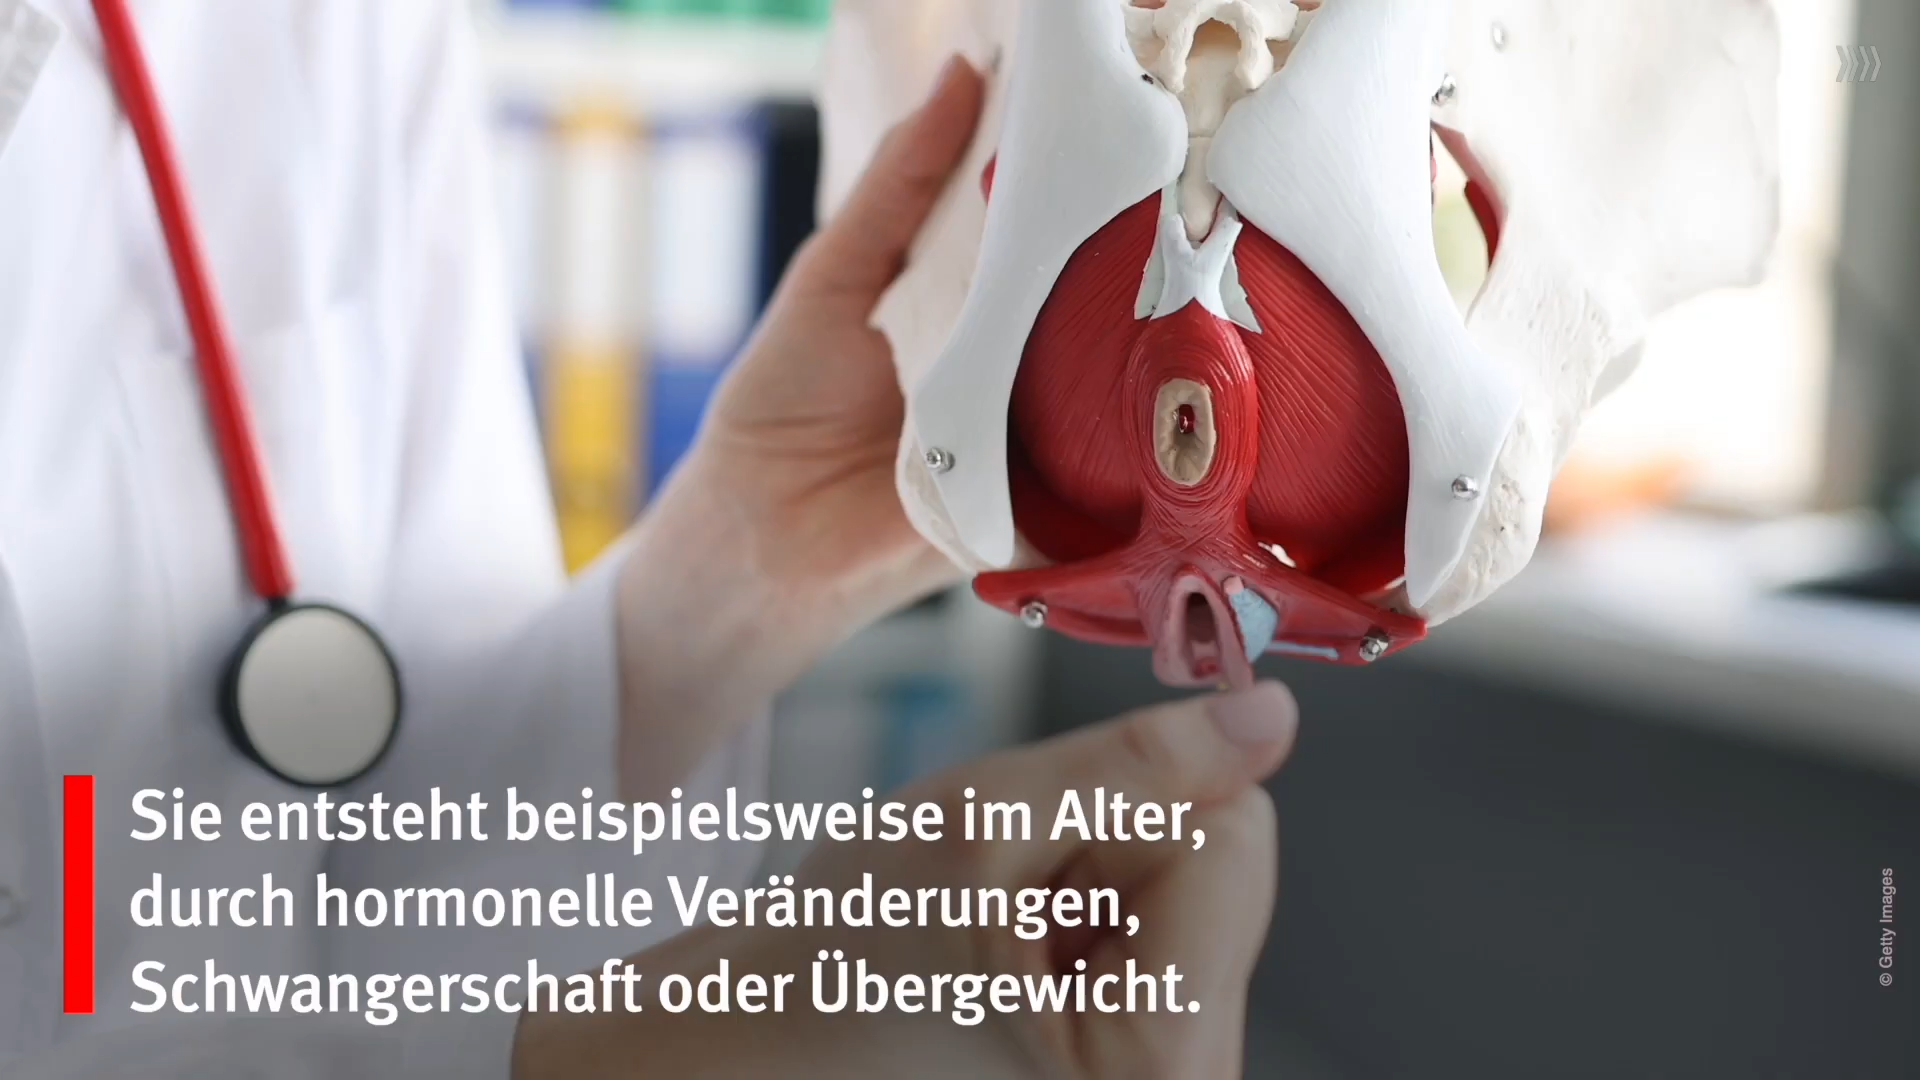 Sie entsteht beispielsweise im Alter,
durch hormonelle Veränderungen,
Schwangerschaft oder Übergewicht.
© Getty Images